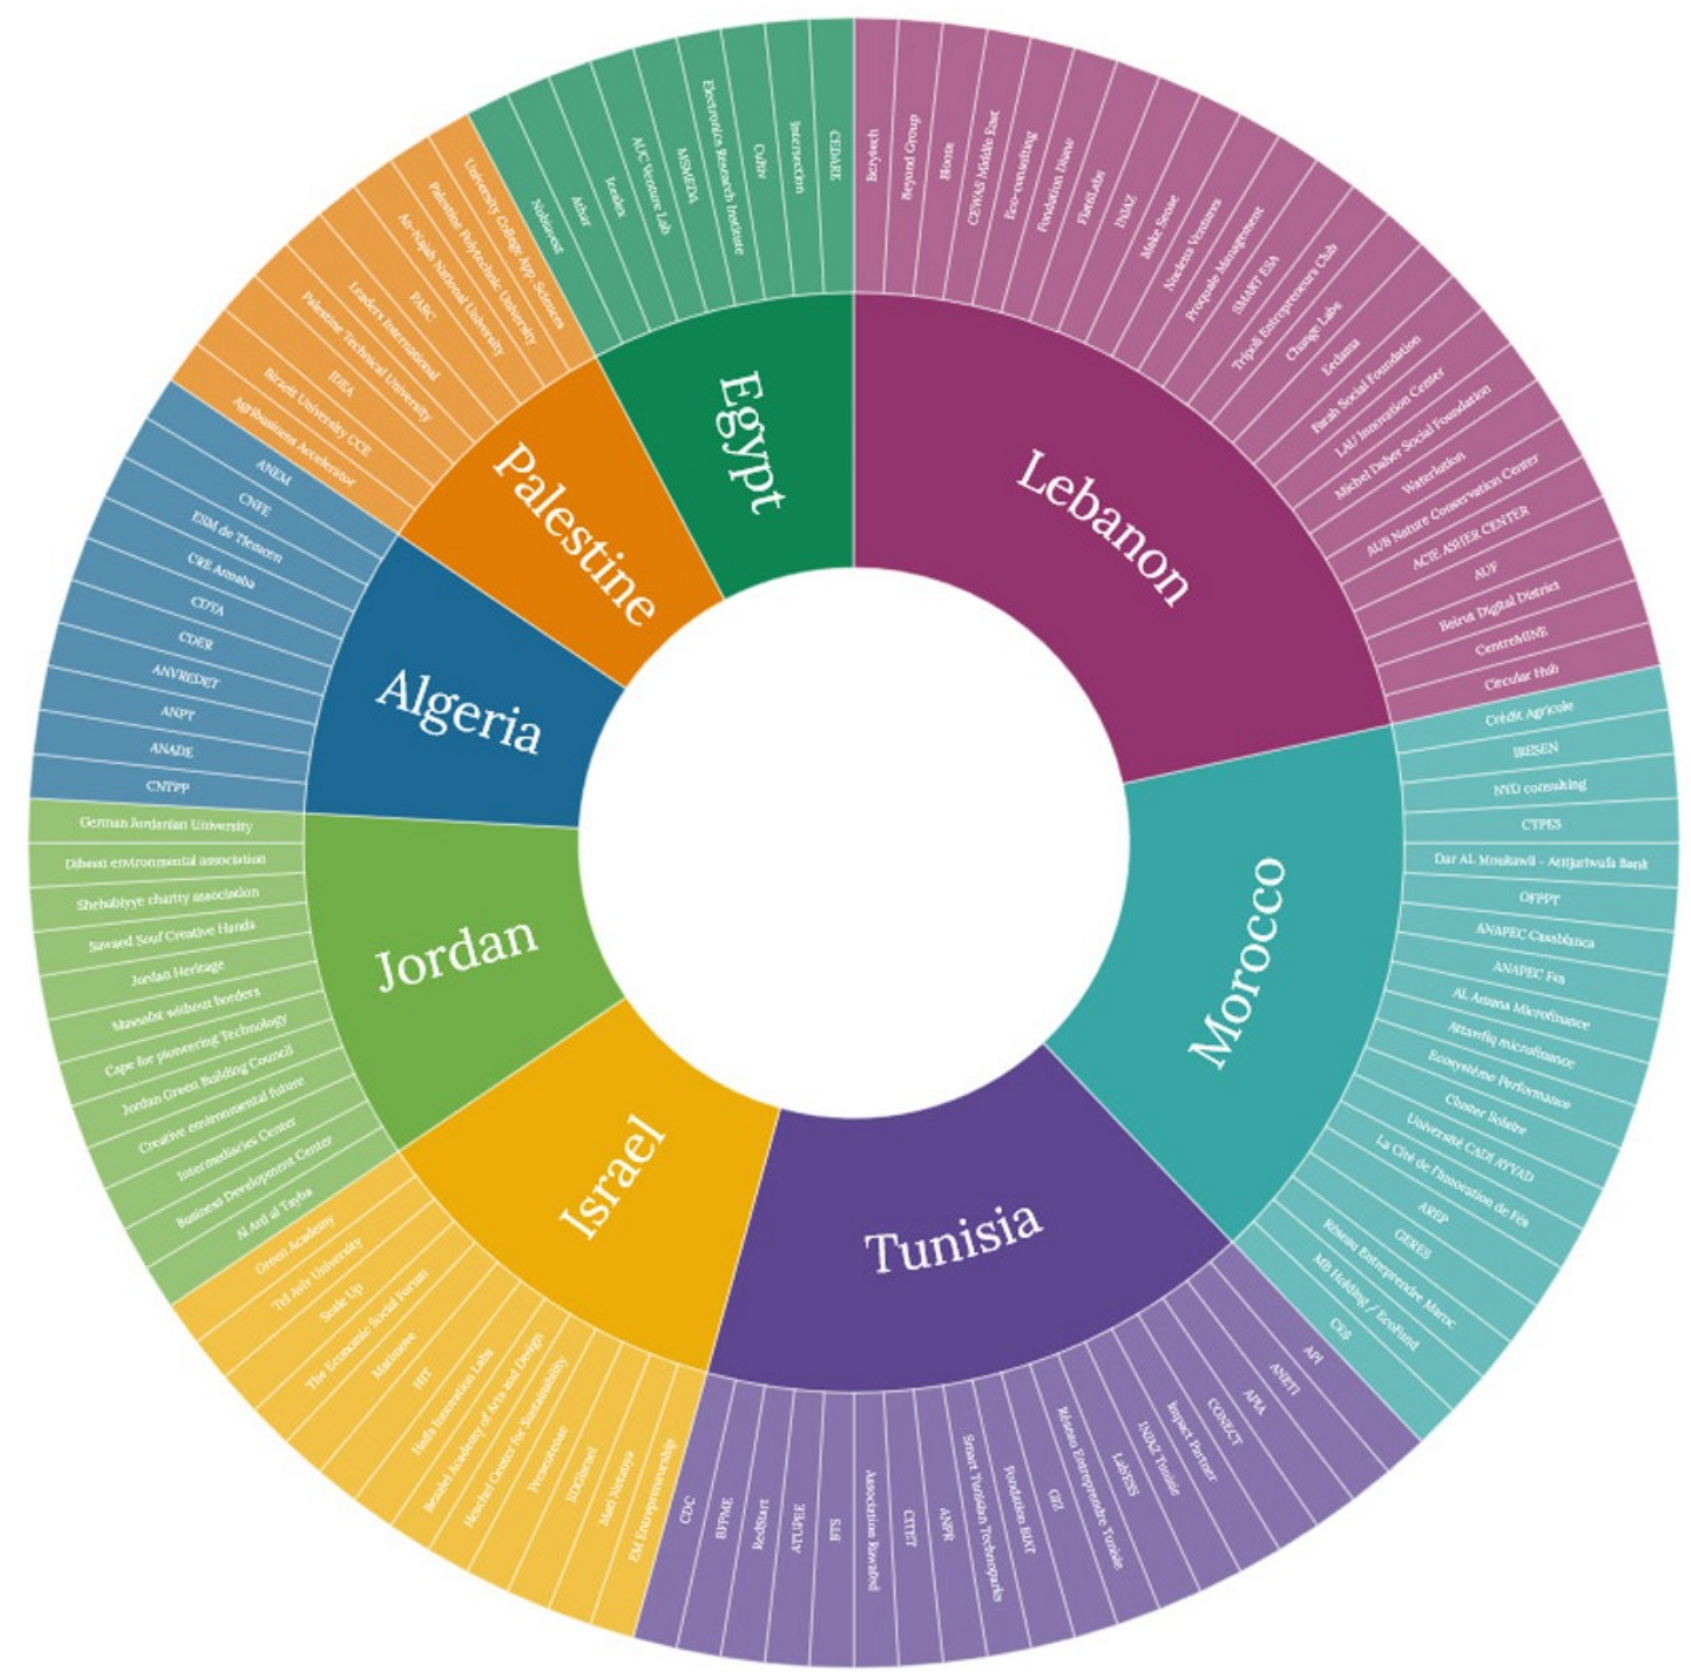 Lebanon
Berytech
Beyond Group
Bloom
CEWAS Middle East
Eco-consulting
Fondation Diane
Flat6Labs
INJAZ
Make Sense
Nucleus Ventures
Proquale Management
SMART ESA
Tripoli Entrepreneurs Club
Change Labs
Eedama
Farah Social Foundation
LAU Innovation Center
Michel Daher Social Foundation
Waterlution
AUB Nature Conservation Center
ACIE ASHER CENTER
AUF
Beirut Digital District
CentreMINE
Circular Hub
Morocco
Crédit Agricole
IRESEN
NYD consulting
CTPES
Dar AL Moukawil - Attijariwafa Bank
OFPPT
ANAPEC Casablanca
ANAPEC Fes
AL Amana Microfinance
Attawfiq microfinance
Ecosystème Performance
Cluster Solaire
Université CADI AYYAD
La Cité de l'Innovation de Fès
AREP
GERES
Réseau Entreprendre Maroc
MB Holding / EcoFund
CES
Tunisia
API
ANETI
APIA
CONECT
Impact Partner
INJAZ Tunisie
Lab'ESS
Réseau Entreprendre Tunisie
GIZ
Fondation BIAT
Smart Tunisian Technoparks
ANPR
CITET
Association Rawafed
BTS
ATUPEE
RedStart
BFPME
CDC
Israel
EM Entrepreneurship
Mati Netanya
SDGIsrael
Heschel Center for Sustainability
Bezalel Academy of Arts and Design
Haifa Innovation Labs
HIT
The Economic Social Forum
Scale Up
Tel Aviv University
Green Academy
Jordan
Al Aril al Tayba
Business Development Center
Intermediaries Center
Creative environmental future
Jordan Green Building Council
Cape for pioneering Technology
without borders
Jordan Heritage
Sawaed Souf Creative Hands
Shehabiyye charity association
Dibeen environmental association
German Jordanian University
Algeria
CNTPP
ANADE
ANPT
ANVREDET
CDER
CDTA
CRE Annaba
ESM de Tlemcen
CNFE
ANEM
Palestine
Agribusiness Accelerator
Birzeit University CCE
IDEA
Palestine Technical University
Leaders International
PARC
An-Najah National University
Palestine Polytechnic University
University College App. Sciences
Egypt
Nahdet
Athar
Icealex
AUC Venture Lab
MSMEDA
Electronics Research Institute
Cultiv
Intersection
CEDARE